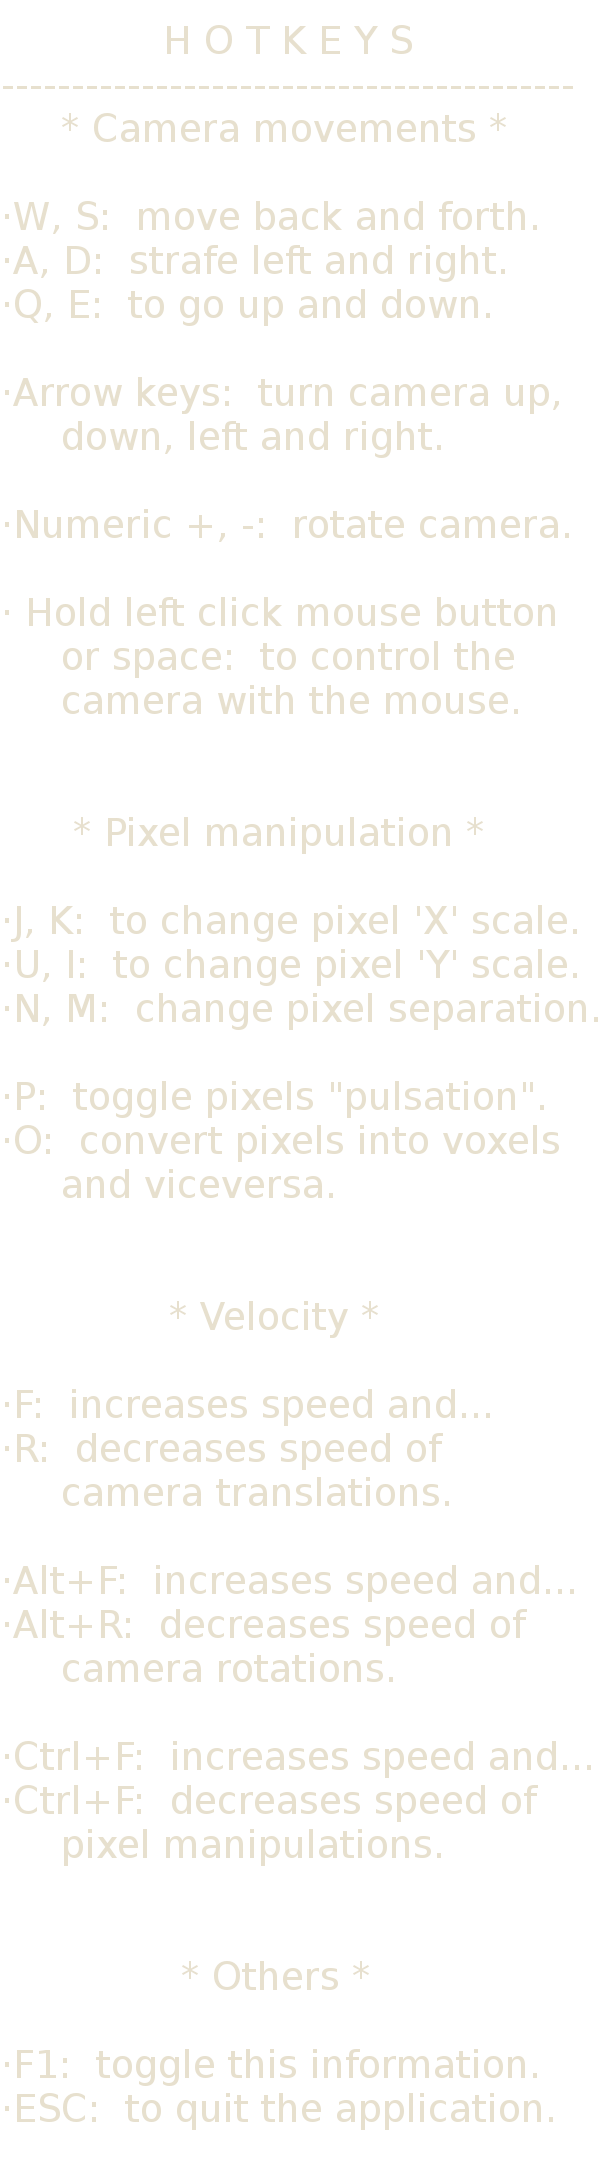 H O T K E Y S
-----------------------------------------
* Camera movements *
·W, S:  move back and forth.
·A, D:  strafe left and right.
·Q, E:  to go up and down.
·Arrow keys:  turn camera up,
down, left and right.
·Numeric +, -:  rotate camera.
· Hold left click mouse button
or space:  to control the
camera with the mouse.
* Pixel manipulation *
·J, K:  to change pixel 'X' scale.
·U, I:  to change pixel 'Y' scale.
·N, M:  change pixel separation.
·P:  toggle pixels "pulsation".
·O:  convert pixels into voxels
and viceversa.
* Velocity *
·F:  increases speed and...
·R:  decreases speed of
camera translations.
·Alt+F:  increases speed and...
·Alt+R:  decreases speed of
camera rotations.
·Ctrl+F:  increases speed and...
·Ctrl+F:  decreases speed of
pixel manipulations.
* Others *
·F1:  toggle this information.
·ESC:  to quit the application.